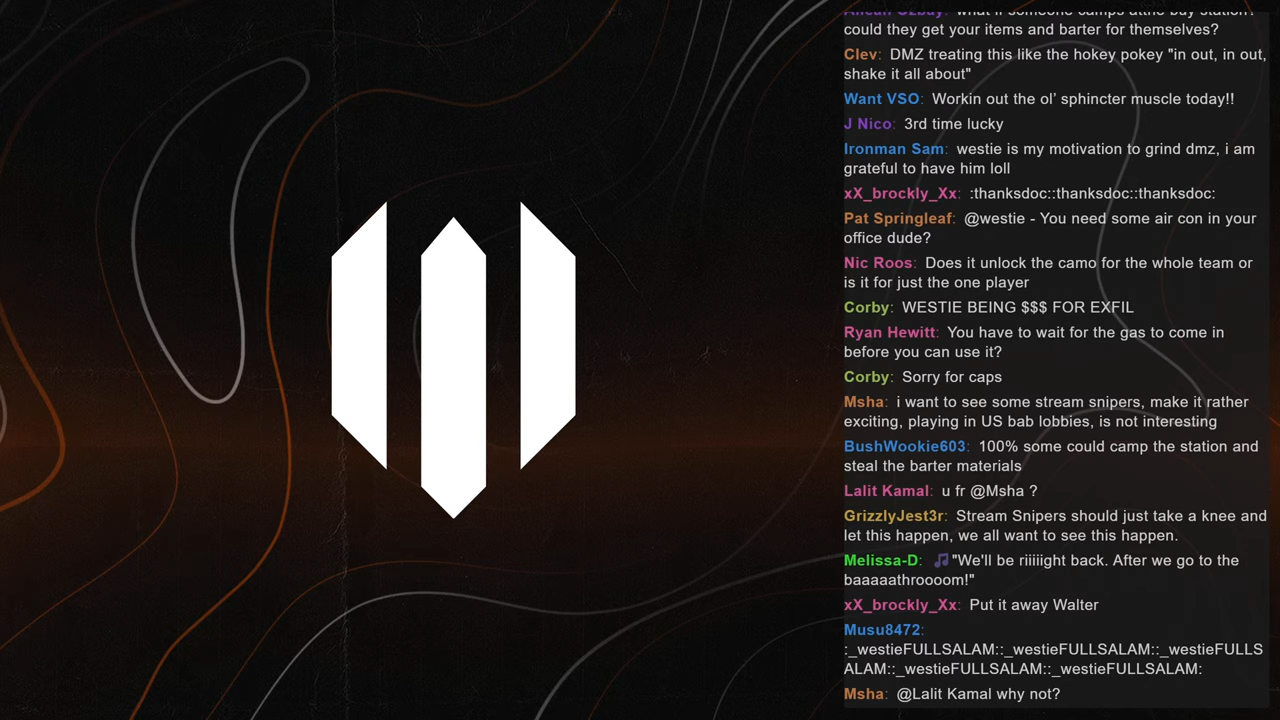 what if someone camps atthe buy station?
could they get your items and barter for themselves?
Clev: DMZ treating this like the hokey pokey "in out, in out,
shake it all about"
Want VSO: Workin out the ol' sphincter muscle today!!
J Nico: 3rd time lucky
Ironman Sam: westie is my motivation to grind dmz, i am
grateful to have him loll
xX_brockly_Xx: :thanksdoc::thanksdoc::thanksdoc:
Pat Springleaf: @westie - You need some air con in your
office dude?
Nic Roos: Does it unlock the camo for the whole team or
is it for just the one player
Corby: WESTIE BEING $$$ FOR EXFIL
Ryan Hewitt: You have to wait for the gas to come in
before you can use it?
Corby: Sorry for caps
Msha: i want to see some stream snipers, make it rather
exciting, playing in US bab lobbies, is not interesting
BushWookie603: 100% some could camp the station and
steal the barter materials
Lalit Kamal: u fr @Msha ?
GrizzlyJest3r: Stream Snipers should just take a knee and
let this happen, we all want to see this happen.
Melissa-D: 🎵"We'll be riiiiight back. After we go to the
baaaaathroooom!"
xX_brockly_Xx: Put it away Walter
Musu8472:
:_westieFULLSALAM::_westieFULLSALAM::_westieFULLS
ALAM::_westieFULLSALAM::_westieFULLSALAM:
Msha: @Lalit Kamal why not?